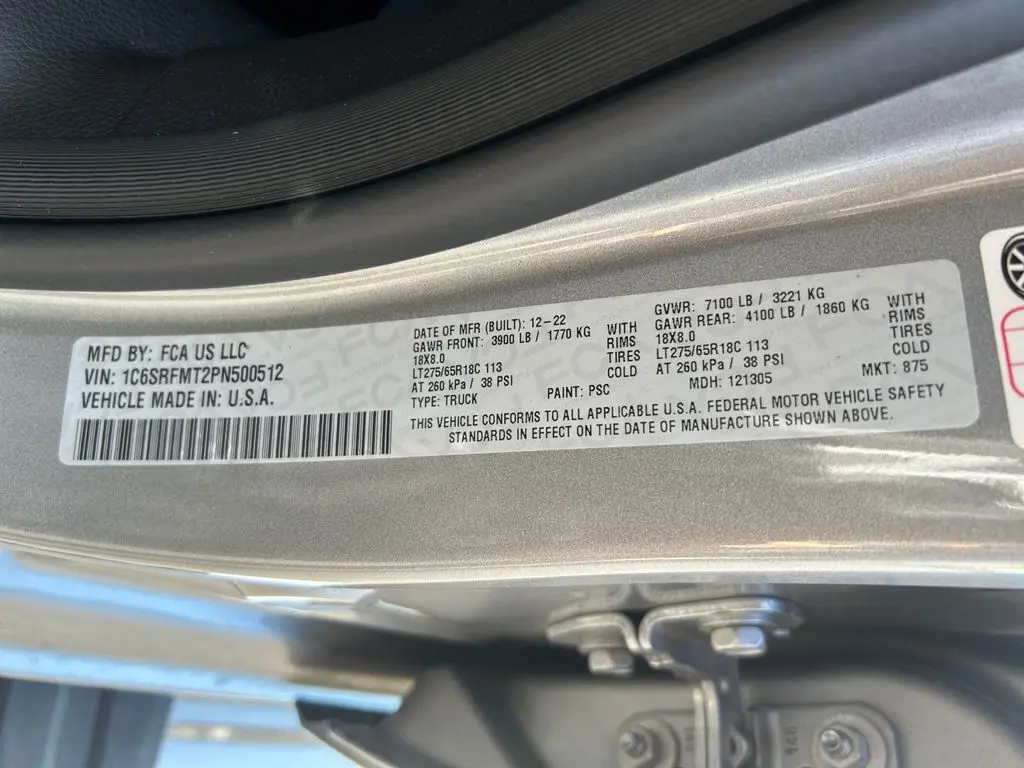 MFD BY: FCA US LLC
VIN: 1C6SRFMT2PN500512
VEHICLE MADE IN: U.S.A.
DATE OF MFR (BUILT): 12-22
GAWR FRONT: 3900 LB / 1770 KG WITH
18X8.0 RIMS
LT275/65R18C 113 TIRES
AT 260 kPa / 38 PSI COLD
TYPE: TRUCK PAINT: PSC
GVWR: 7100 LB / 3221 KG
GAWR REAR: 4100 LB / 1860 KG WITH
18X8.0 RIMS
LT275/65R18C 113 TIRES
AT 260 kPa / 38 PSI COLD
MDH: 121305 MKT: 875
THIS VEHICLE CONFORMS TO ALL APPLICABLE U.S.A. FEDERAL MOTOR VEHICLE SAFETY
STANDARDS IN EFFECT ON THE DATE OF MANUFACTURE SHOWN ABOVE.